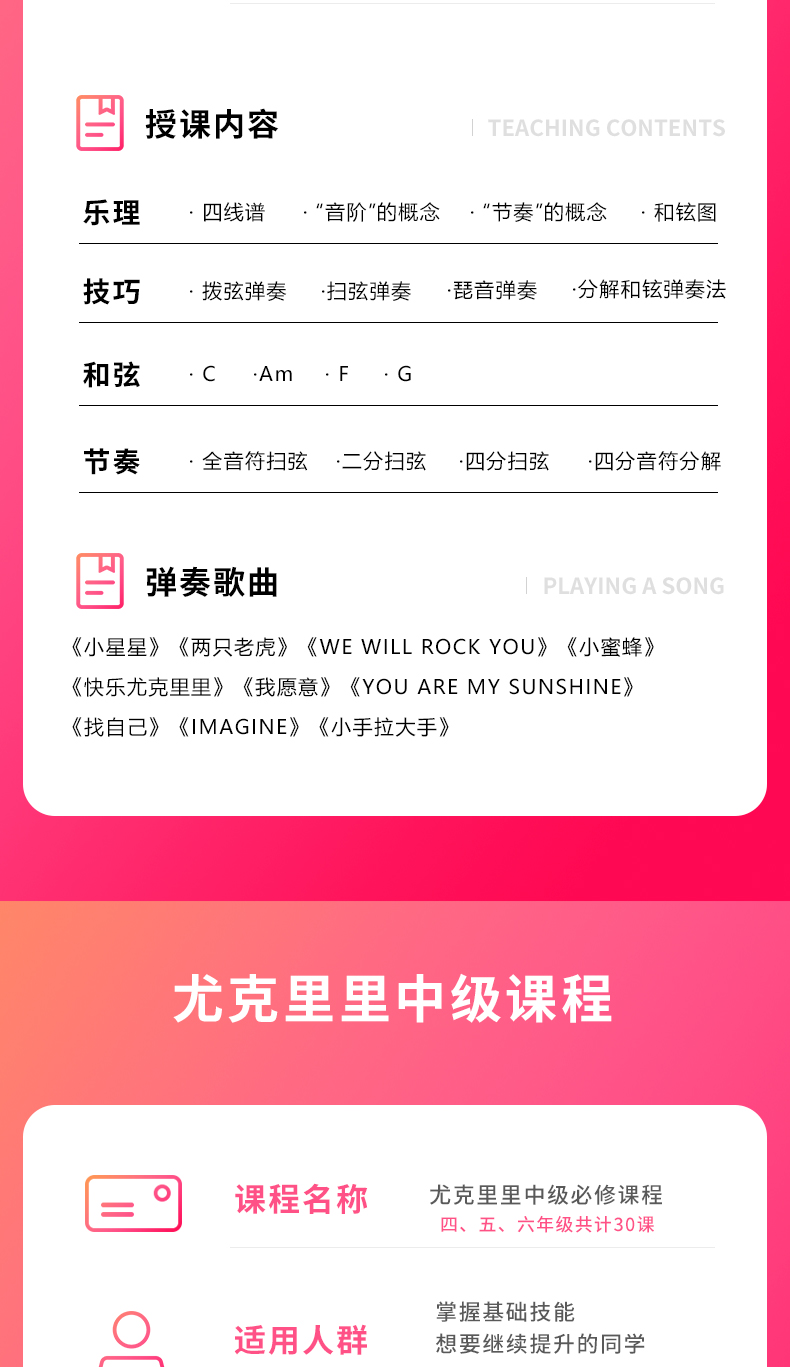 授课内容 TEACHING CONTENTS
乐理 · 四线谱 · “音阶”的概念 · “节奏”的概念 · 和铉图
技巧 · 拨弦弹奏 ·扫弦弹奏 ·琶音弹奏 ·分解和铉弹奏法
和弦 · C ·Am · F · G
节奏 · 全音符扫弦 ·二分扫弦 ·四分扫弦 ·四分音符分解
弹奏歌曲 PLAYING A SONG
《小星星》《两只老虎》《WE WILL ROCK YOU》《小蜜蜂》
《快乐尤克里里》《我愿意》《YOU ARE MY SUNSHINE》
《找自己》《IMAGINE》《小手拉大手》
尤克里里中级课程
课程名称 尤克里里中级必修课程
四、五、六年级共计30课
适用人群 掌握基础技能
想要继续提升的同学